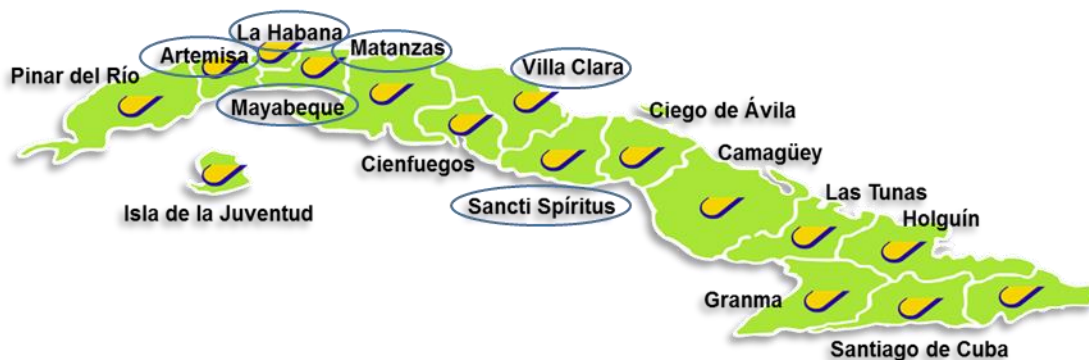 La Habana
Artemisa
Matanzas
Pinar del Río
Villa Clara
Mayabeque
Ciego de Ávila
Cienfuegos
Camagüey
Isla de la Juventud
Sancti Spíritus
Las Tunas
Holguín
Granma
Santiago de Cuba